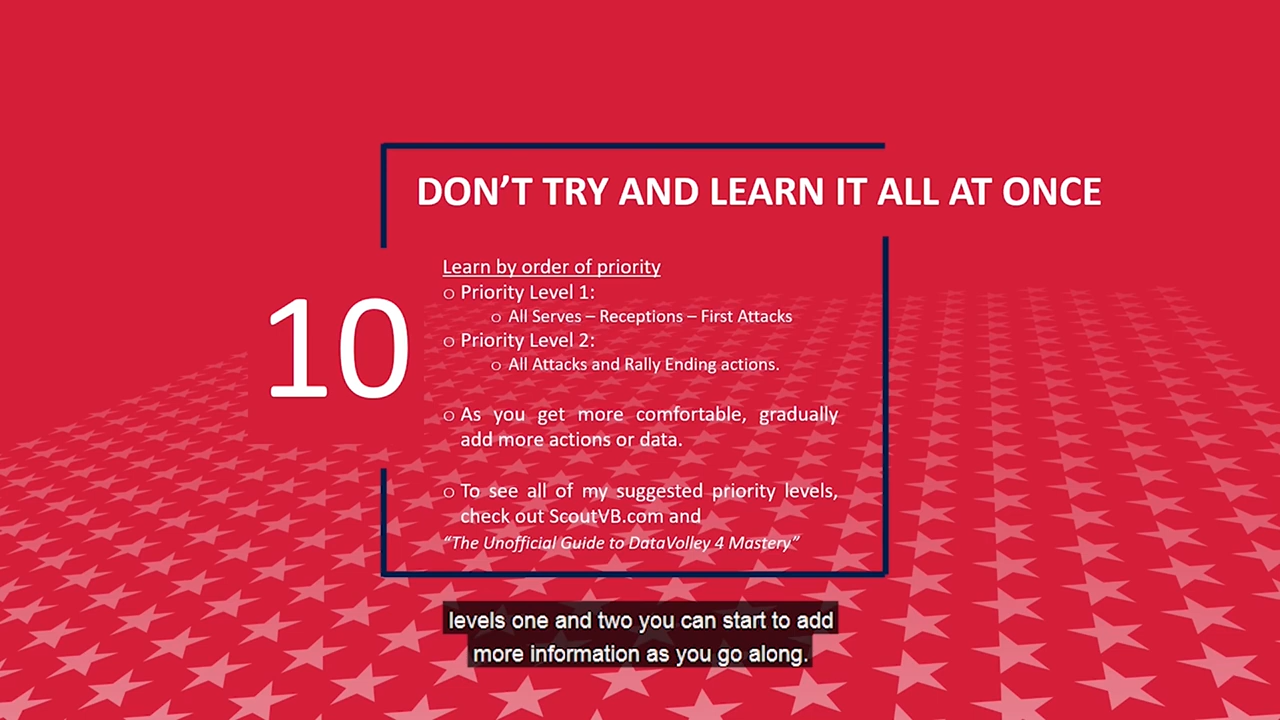 DON'T TRY AND LEARN IT ALL AT ONCE
10
Learn by order of priority
o Priority Level 1:
o All Serves – Receptions – First Attacks
o Priority Level 2:
o All Attacks and Rally Ending actions.
o As you get more comfortable, gradually
add more actions or data.
o To see all of my suggested priority levels,
check out ScoutVB.com and
“The Unofficial Guide to DataVolley 4 Mastery”
levels one and two you can start to add
more information as you go along.